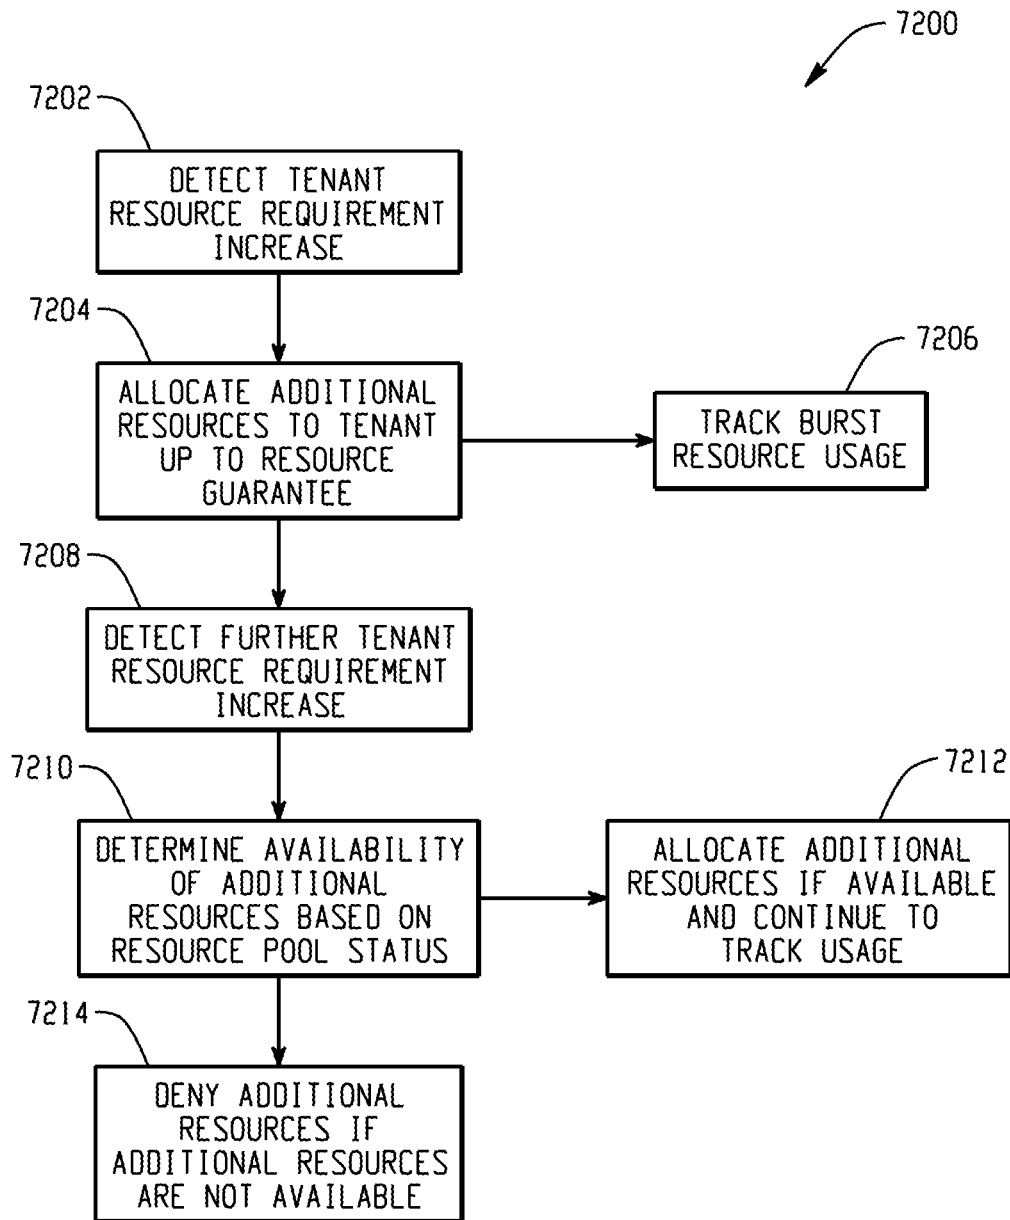 7200
7202
DETECT TENANT
RESOURCE REQUIREMENT
INCREASE
7204
ALLOCATE ADDITIONAL
RESOURCES TO TENANT
UP TO RESOURCE
GUARANTEE
7206
TRACK BURST
RESOURCE USAGE
7208
DETECT FURTHER TENANT
RESOURCE REQUIREMENT
INCREASE
7210
DETERMINE AVAILABILITY
OF ADDITIONAL
RESOURCES BASED ON
RESOURCE POOL STATUS
7212
ALLOCATE ADDITIONAL
RESOURCES IF AVAILABLE
AND CONTINUE TO
TRACK USAGE
7214
DENY ADDITIONAL
RESOURCES IF
ADDITIONAL RESOURCES
ARE NOT AVAILABLE